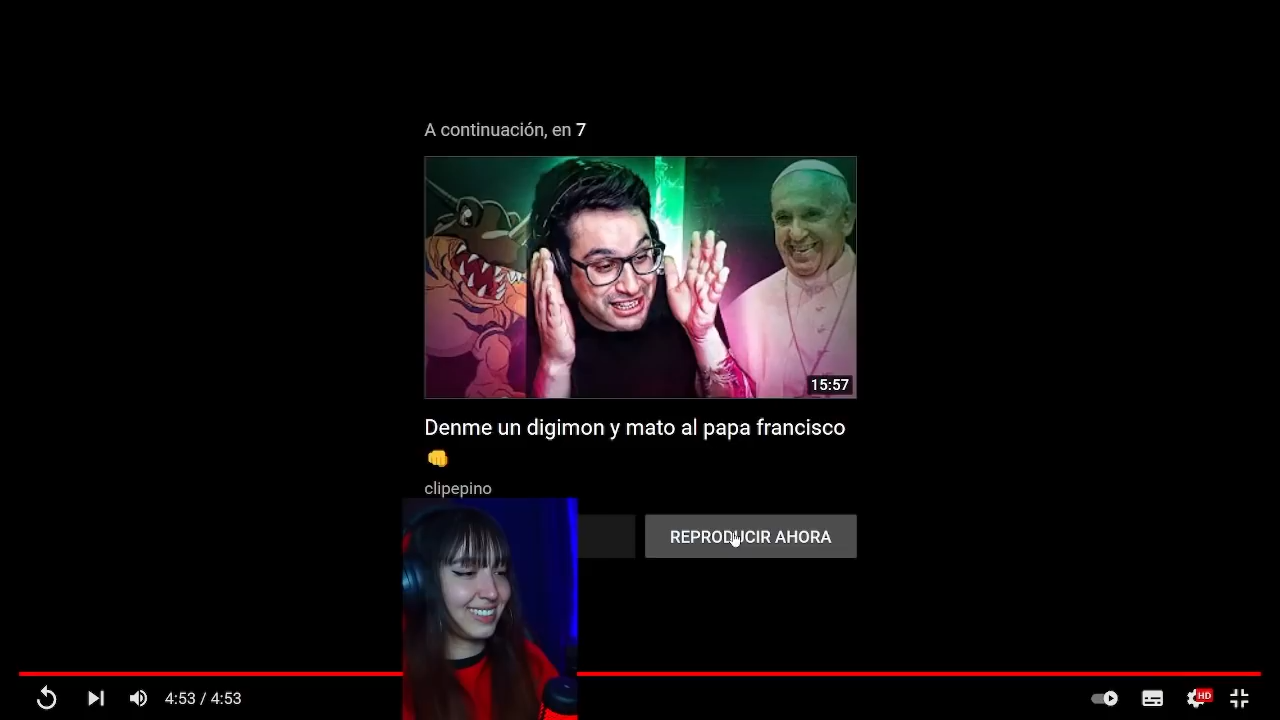 A continuación, en 7
15:57
Denme un digimon y mato al papa francisco
👊
clipepino
REPRODUCIR AHORA
4:53 / 4:53
HD